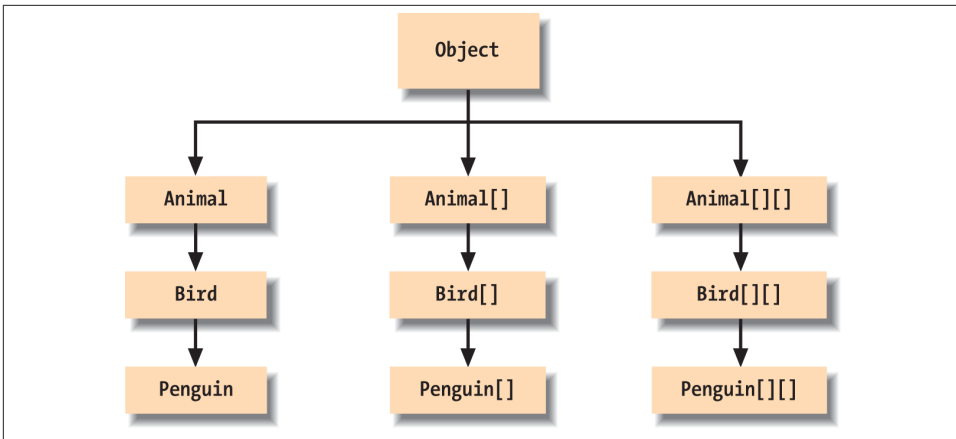 Object
Animal
Animal[]
Animal[][]
Bird
Bird[]
Bird[][]
Penguin
Penguin[]
Penguin[][]